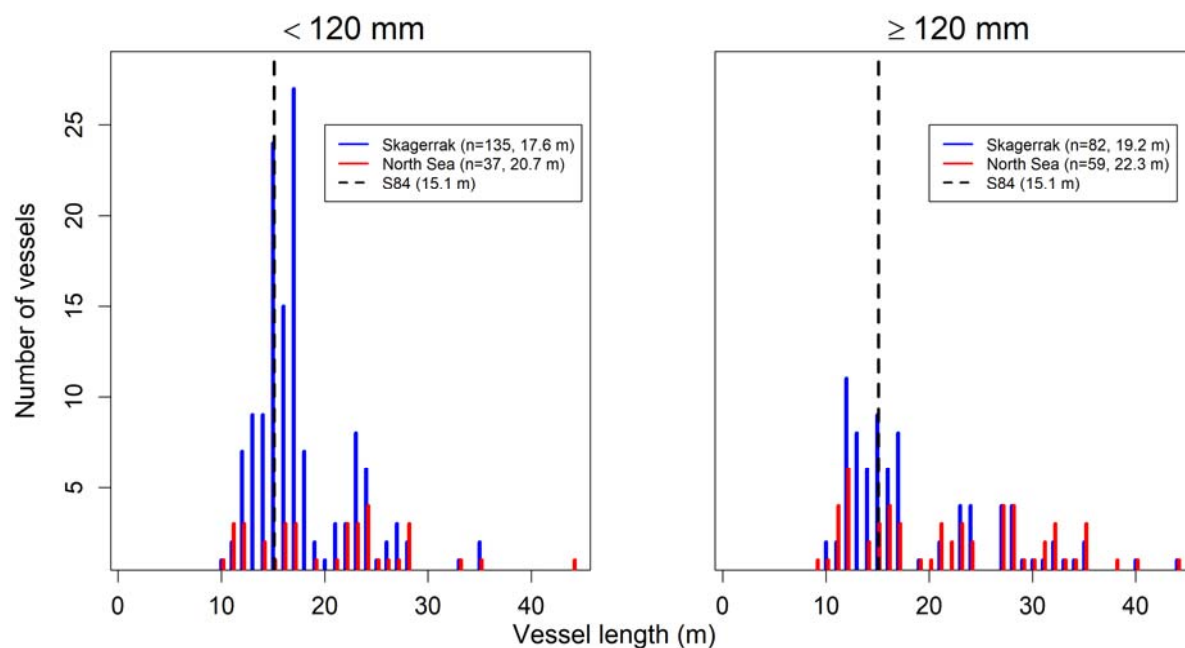 < 120 mm
≥ 120 mm
Skagerrak (n=135, 17.6 m)
North Sea (n=37, 20.7 m)
S84 (15.1 m)
Skagerrak (n=82, 19.2 m)
North Sea (n=59, 22.3 m)
S84 (15.1 m)
Number of vessels
25
20
15
10
5
0 10 20 30 40
0 10 20 30 40
Vessel length (m)